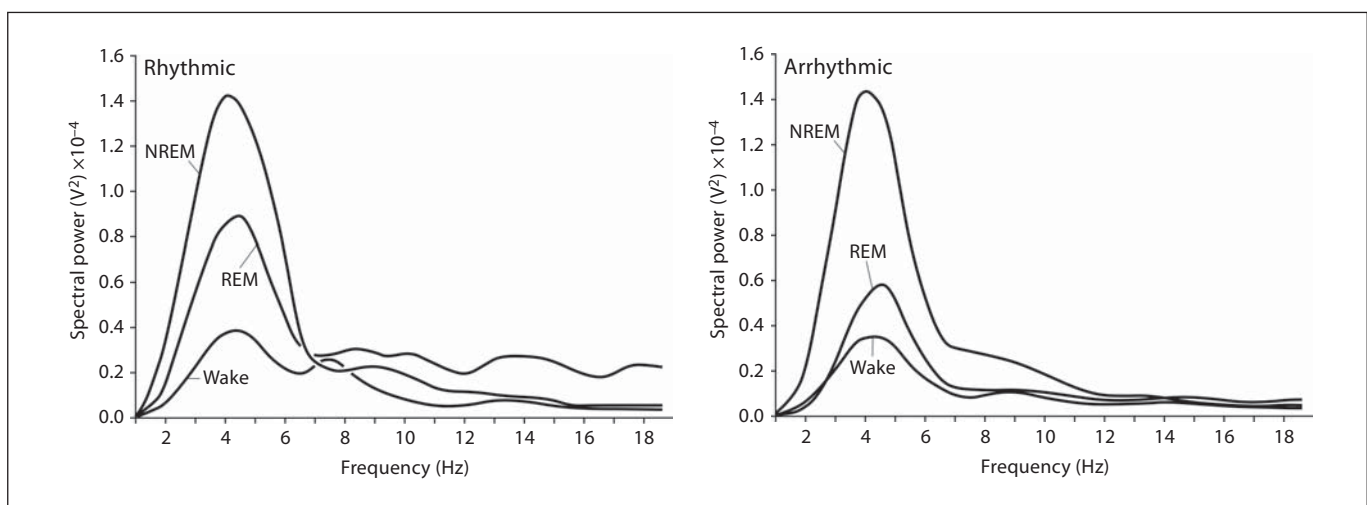 Rhythmic
Spectral power (V²) ×10⁻⁴
1.6
1.4
1.2
1.0
0.8
0.6
0.4
0.2
0.0
NREM
REM
Wake
2 4 6 8 10 12 14 16 18
Frequency (Hz)
Arrhythmic
Spectral power (V²) ×10⁻⁴
1.6
1.4
1.2
1.0
0.8
0.6
0.4
0.2
0.0
NREM
REM
Wake
2 4 6 8 10 12 14 16 18
Frequency (Hz)